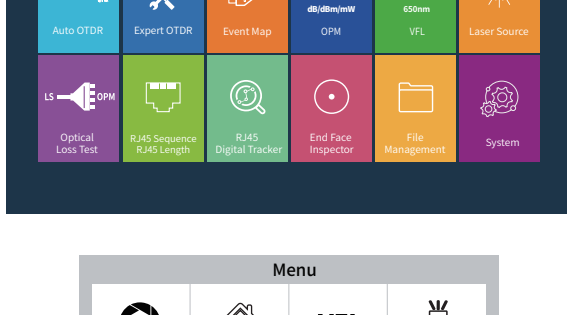 dB/dBm/mW
650nm
Auto OTDR
Expert OTDR
Event Map
OPM
VFL
Laser Source
LS
OPM
Optical
Loss Test
RJ45 Sequence
RJ45 Length
RJ45
Digital Tracker
End Face
Inspector
File
Management
System
Menu